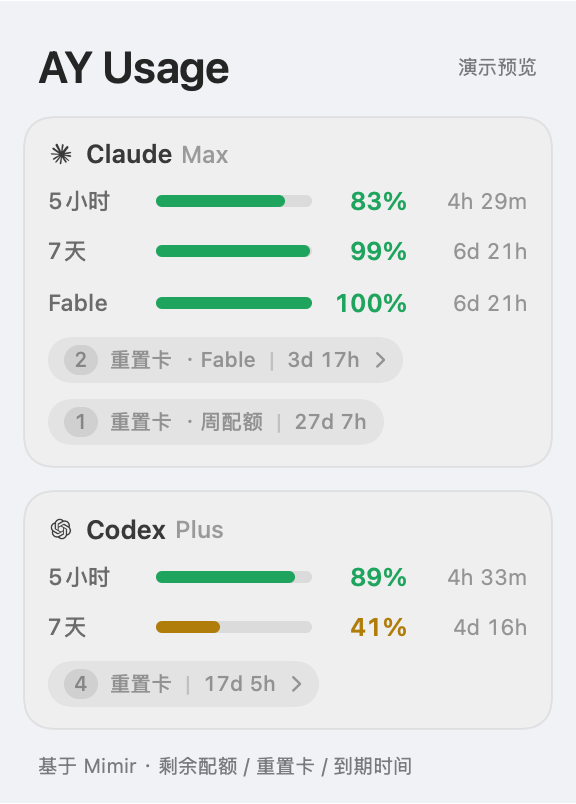 AY Usage 演示预览
Claude Max
5小时 83% 4h 29m
7天 99% 6d 21h
Fable 100% 6d 21h
2 重置卡 · Fable | 3d 17h >
1 重置卡 · 周配额 | 27d 7h
Codex Plus
5小时 89% 4h 33m
7天 41% 4d 16h
4 重置卡 | 17d 5h >
基于 Mimir · 剩余配额 / 重置卡 / 到期时间